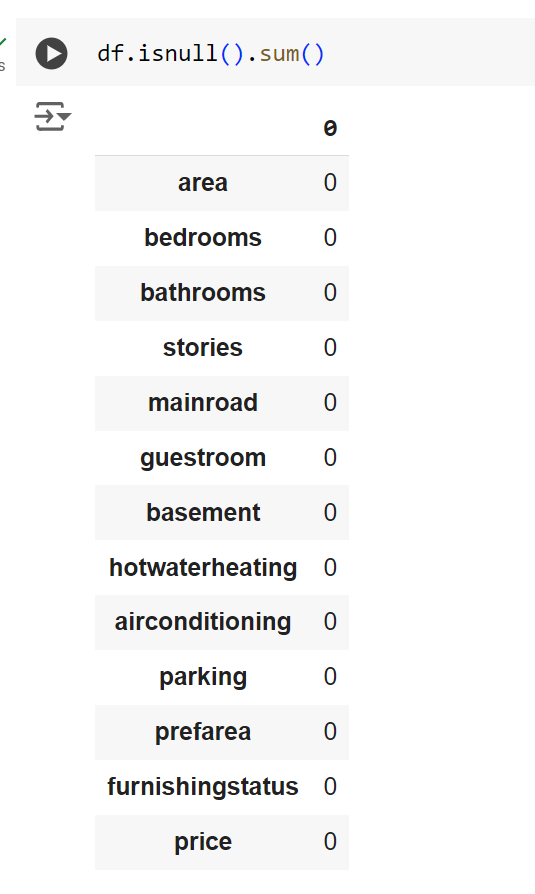 df.isnull().sum()
s
0
area 0
bedrooms 0
bathrooms 0
stories 0
mainroad 0
guestroom 0
basement 0
hotwaterheating 0
airconditioning 0
parking 0
prefarea 0
furnishingstatus 0
price 0